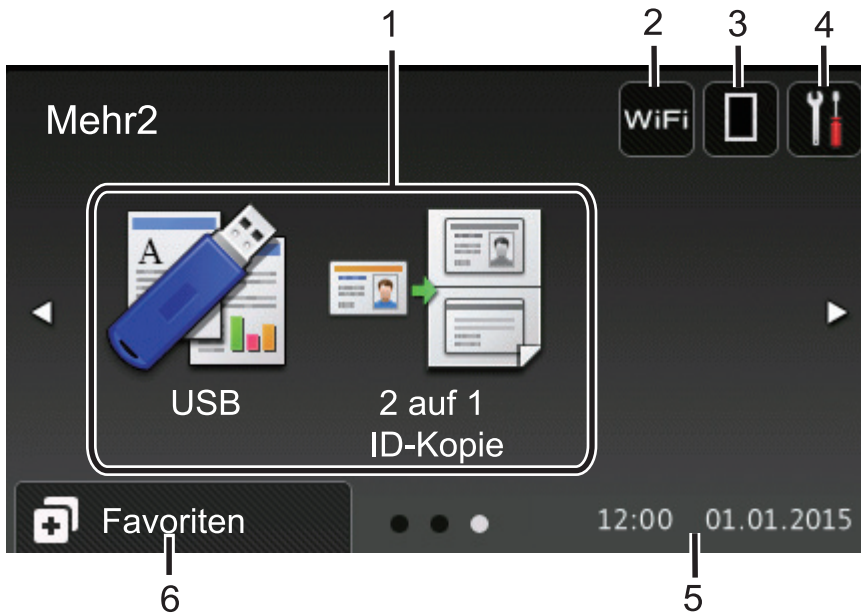 1 2 3 4
Mehr2
WiFi
A
USB
2 auf 1
ID-Kopie
Favoriten
12:00 01.01.2015
6 5